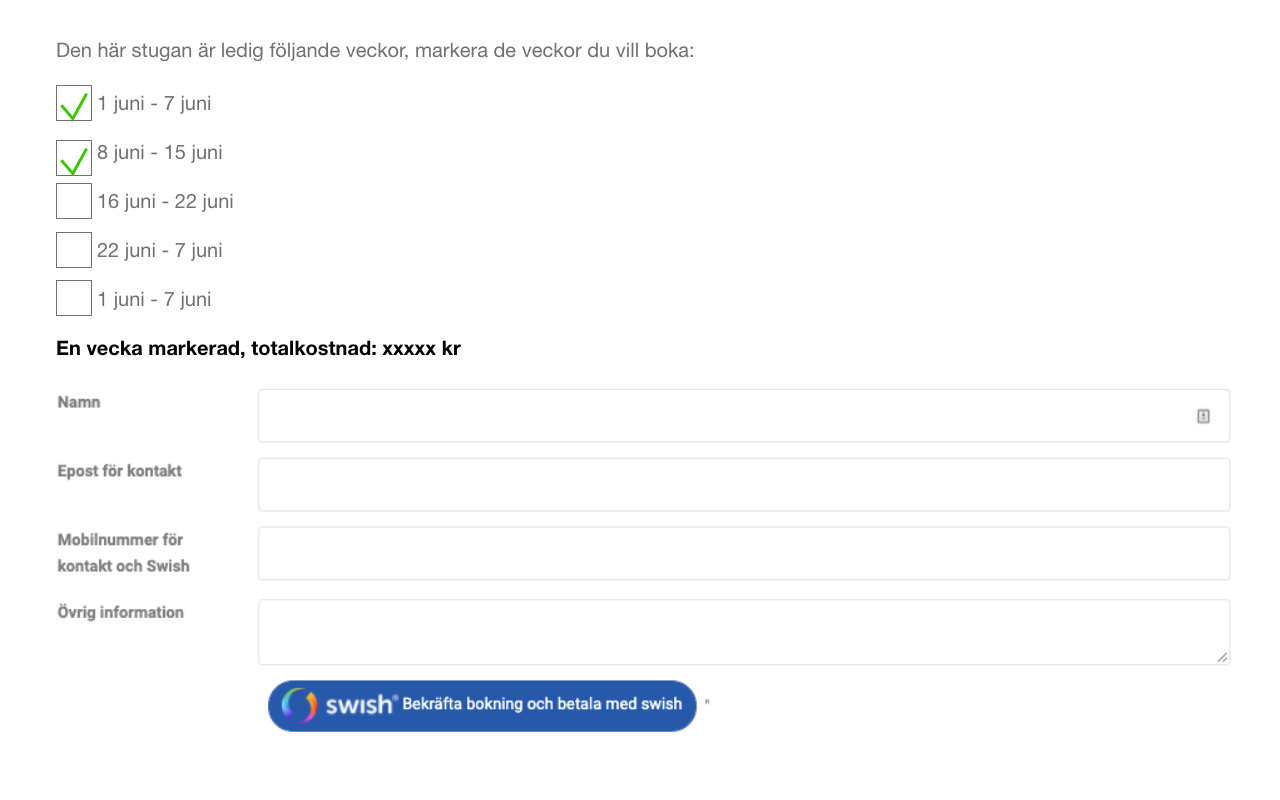 Den här stugan är ledig följande veckor, markera de veckor du vill boka:
1 juni - 7 juni
8 juni - 15 juni
16 juni - 22 juni
22 juni - 7 juni
1 juni - 7 juni
En vecka markerad, totalkostnad: xxxxx kr
Namn
Epost för kontakt
Mobilnummer för
kontakt och Swish
Övrig information
swish® Bekräfta bokning och betala med swish "